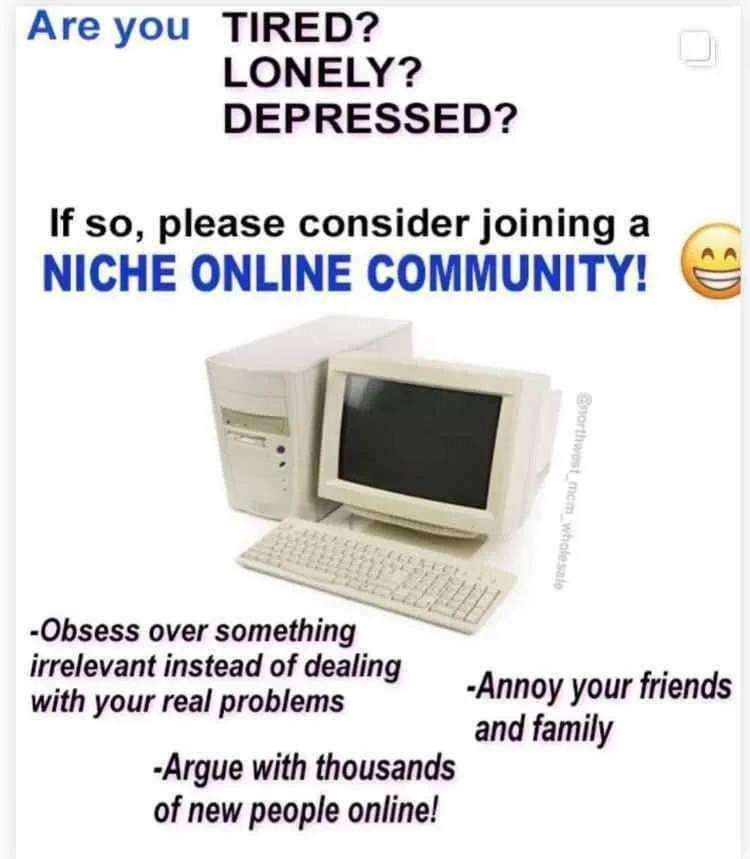 Are you TIRED?
LONELY?
DEPRESSED?
If so, please consider joining a
NICHE ONLINE COMMUNITY!
@northwest_mcm_wholesale
-Obsess over something
irrelevant instead of dealing
with your real problems
-Annoy your friends
and family
-Argue with thousands
of new people online!